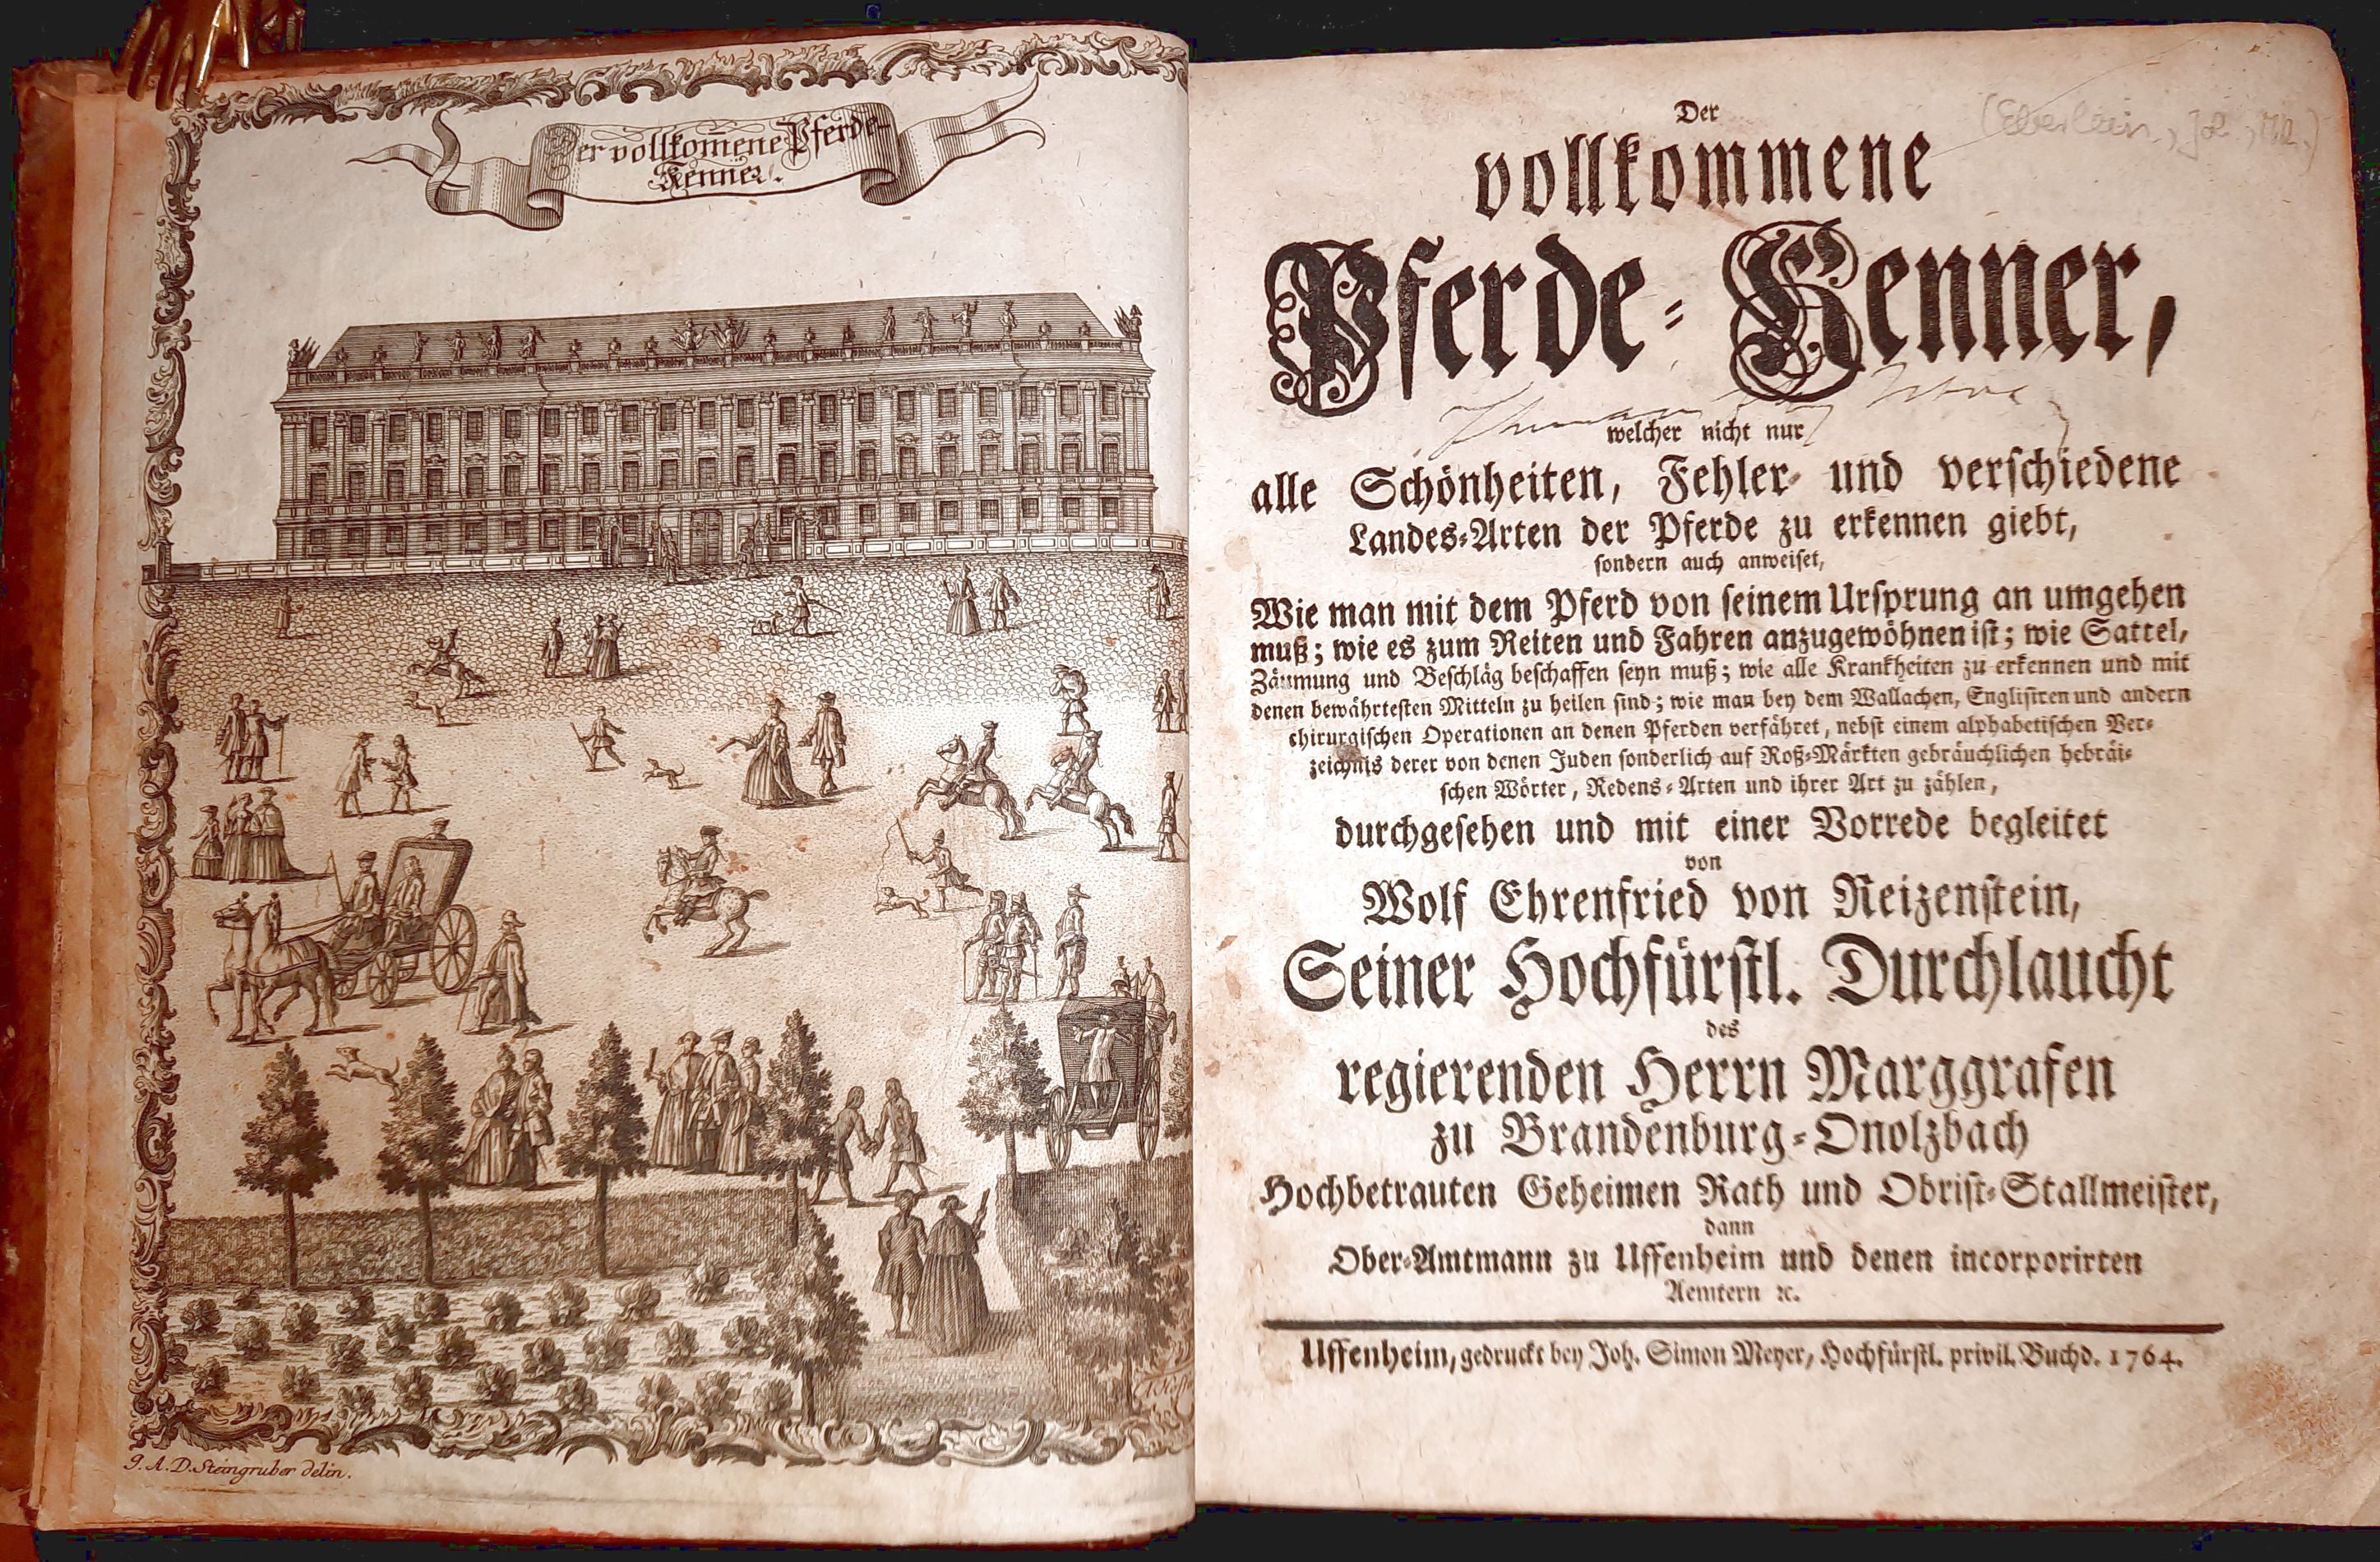 Der vollkom̅ene Pferde-
Kenner.
J. A. D. Steingruber delin.
(Eberlein, Joh.
Der
vollkommene
Pferde-Kenner,
welcher nicht nur
alle Schönheiten, Fehler und verschiedene
Landes-Arten der Pferde zu erkennen giebt,
sondern auch anweiset,
Wie man mit dem Pferd von seinem Ursprung an umgehen
muß; wie es zum Reiten und Fahren anzugewöhnen ist; wie Sattel,
Zäumung und Beschläg beschaffen seyn muß; wie alle Krankheiten zu erkennen und mit
denen bewährtesten Mitteln zu heilen sind; wie man bey dem Wallachen, Englisiren und andern
chirurgischen Operationen an denen Pferden verfähret, nebst einem alphabetischen Ver-
zeichnis derer von denen Juden sonderlich auf Roß-Märkten gebräuchlichen hebräi-
schen Wörter, Redens-Arten und ihrer Art zu zählen,
durchgesehen und mit einer Vorrede begleitet
von
Wolf Ehrenfried von Reizenstein,
Seiner Hochfürstl. Durchlaucht
des
regierenden Herrn Marggrafen
zu Brandenburg-Onolzbach
Hochbetrauten Geheimen Rath und Obrist-Stallmeister,
dann
Ober-Amtmann zu Uffenheim und denen incorporirten
Aemtern ꝛc.
Uffenheim, gedruckt bey Joh. Simon Meyer, Hochfürstl. privil. Buchd. 1764.